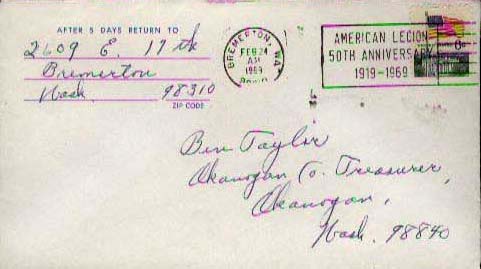 AFTER 5 DAYS RETURN TO
2609 E. 17th
Bremerton
Wash. 98310
ZIP CODE
BREMERTON, WA
FEB 24
1969
AMERICAN LEGION
50TH ANNIVERSARY
1919-1969
Ben Taylor
Okanogan Co. Treasurer,
Okanogan,
Wash. 98840